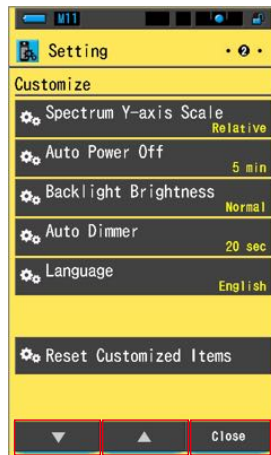 M11
Setting
• 2 •
Customize
Spectrum Y-axis Scale
Relative
Auto Power Off
5 min
Backlight Brightness
Normal
Auto Dimmer
20 sec
Language
English
Reset Customized Items
▼ ▲ Close